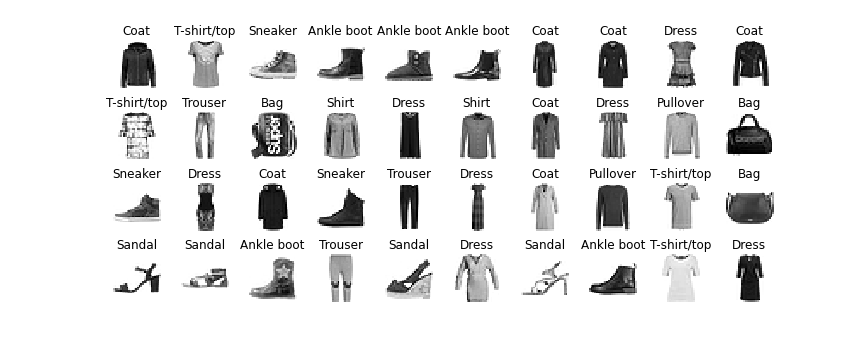 Coat T-shirt/top Sneaker Ankle boot Ankle boot Ankle boot Coat Coat Dress Coat
T-shirt/top Trouser Bag Shirt Dress Shirt Coat Dress Pullover Bag
Super
Sneaker Dress Coat Sneaker Trouser Dress Coat Pullover T-shirt/top Bag
Sandal Sandal Ankle boot Trouser Sandal Dress Sandal Ankle boot T-shirt/top Dress